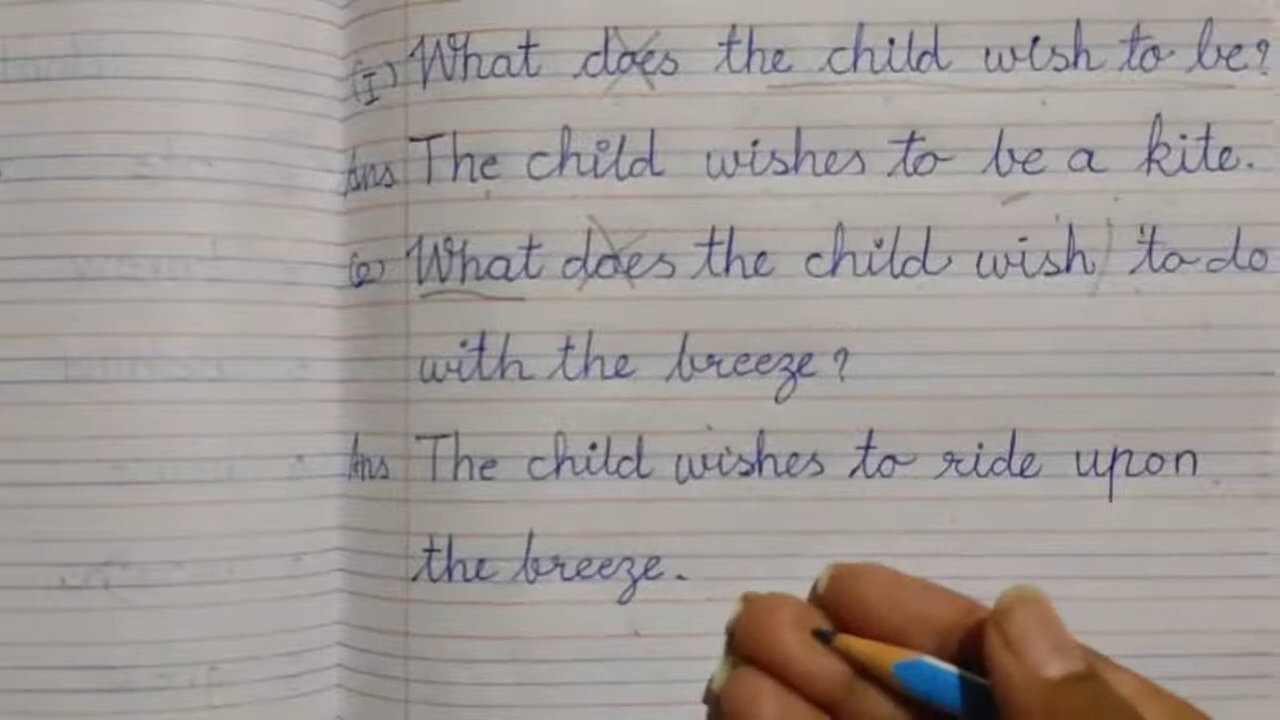 (I) What does the child wish to be?
Ans The child wishes to be a kite.
(2) What does the child wish to do
with the breeze?
Ans The child wishes to ride upon
the breeze.